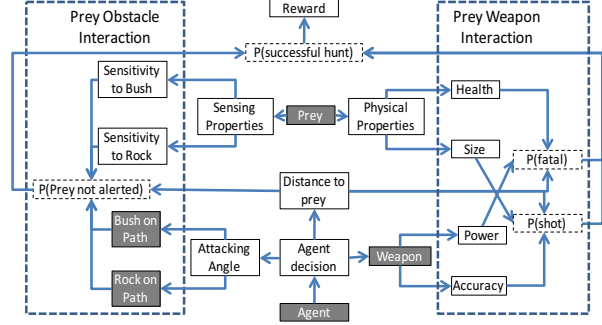 Reward
Prey Obstacle
Interaction
Prey Weapon
Interaction
P(successful hunt)
Sensitivity
to Bush
Sensing
Properties
Prey
Physical
Properties
Health
Sensitivity
to Rock
Size
P(fatal)
P(Prey not alerted)
Distance to
prey
P(shot)
Bush on
Path
Attacking
Angle
Agent
decision
Weapon
Power
Rock on
Path
Accuracy
Agent